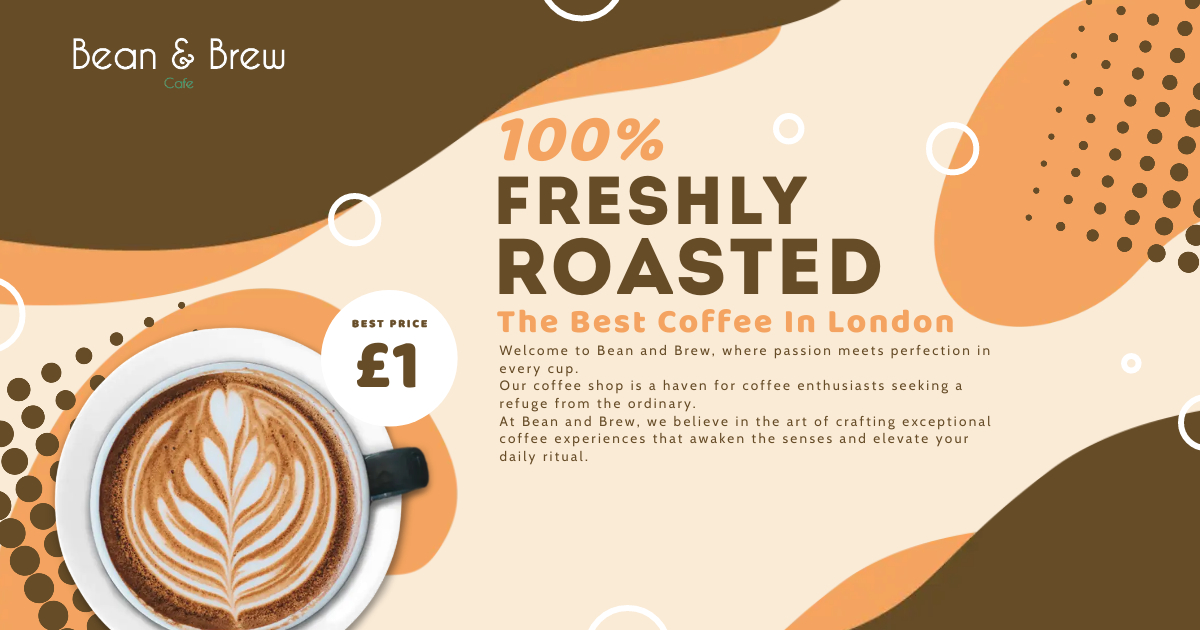 Bean & Brew
Cafe
100%
FRESHLY
ROASTED
The Best Coffee In London
BEST PRICE
£1
Welcome to Bean and Brew, where passion meets perfection in
every cup.
Our coffee shop is a haven for coffee enthusiasts seeking a
refuge from the ordinary.
At Bean and Brew, we believe in the art of crafting exceptional
coffee experiences that awaken the senses and elevate your
daily ritual.